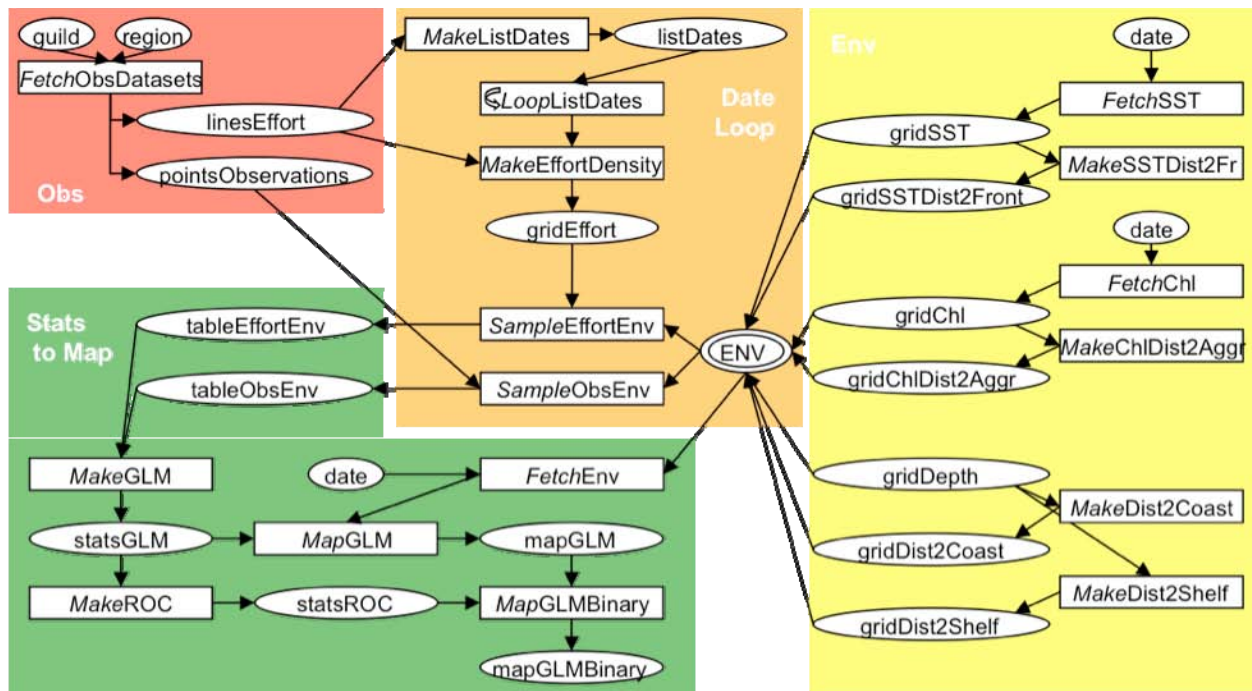 guild
region
FetchObsDatasets
linesEffort
pointsObservations
Obs
MakeListDates
listDates
LoopListDates
Date
Loop
MakeEffortDensity
gridEffort
SampleEffortEnv
ENV
SampleObsEnv
Env
date
FetchSST
gridSST
MakeSSTDist2Fr
gridSSTDist2Front
date
FetchChl
gridChl
MakeChlDist2Aggr
gridChlDist2Aggr
gridDepth
MakeDist2Coast
gridDist2Coast
MakeDist2Shelf
gridDist2Shelf
Stats
to Map
tableEffortEnv
tableObsEnv
MakeGLM
date
FetchEnv
statsGLM
MapGLM
mapGLM
MakeROC
statsROC
MapGLMBinary
mapGLMBinary